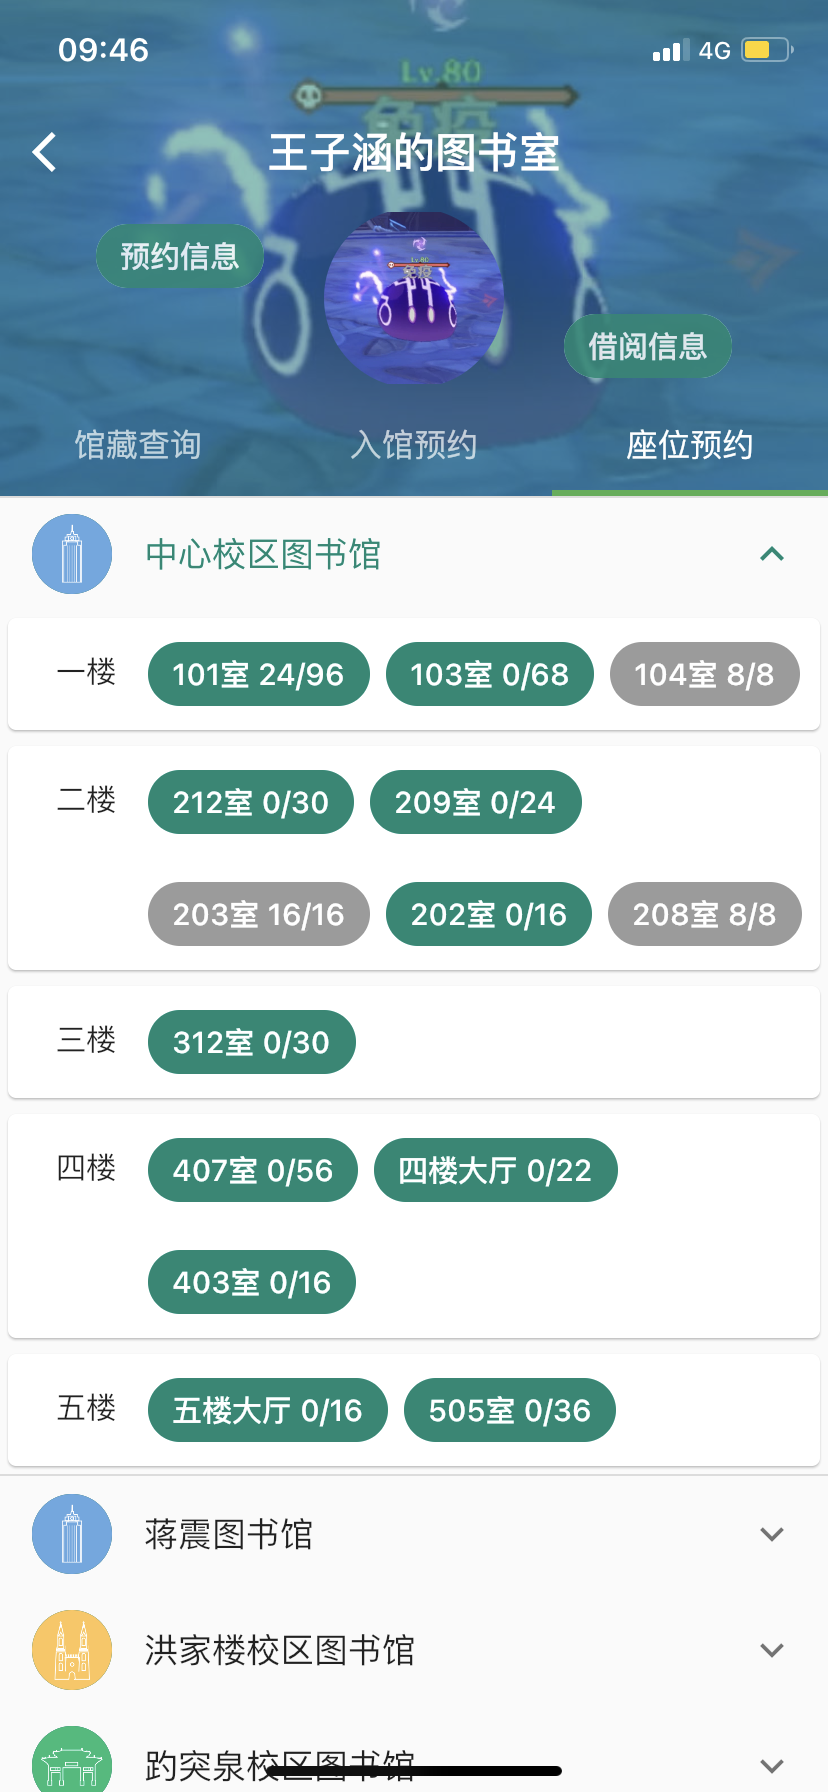 09:46
4G
Lv.80
免疫
王子涵的图书室
预约信息
Lv.80
免疫
借阅信息
馆藏查询 入馆预约 座位预约
中心校区图书馆
一楼 101室 24/96 103室 0/68 104室 8/8
二楼 212室 0/30 209室 0/24
203室 16/16 202室 0/16 208室 8/8
三楼 312室 0/30
四楼 407室 0/56 四楼大厅 0/22
403室 0/16
五楼 五楼大厅 0/16 505室 0/36
蒋震图书馆
洪家楼校区图书馆
趵突泉校区图书馆